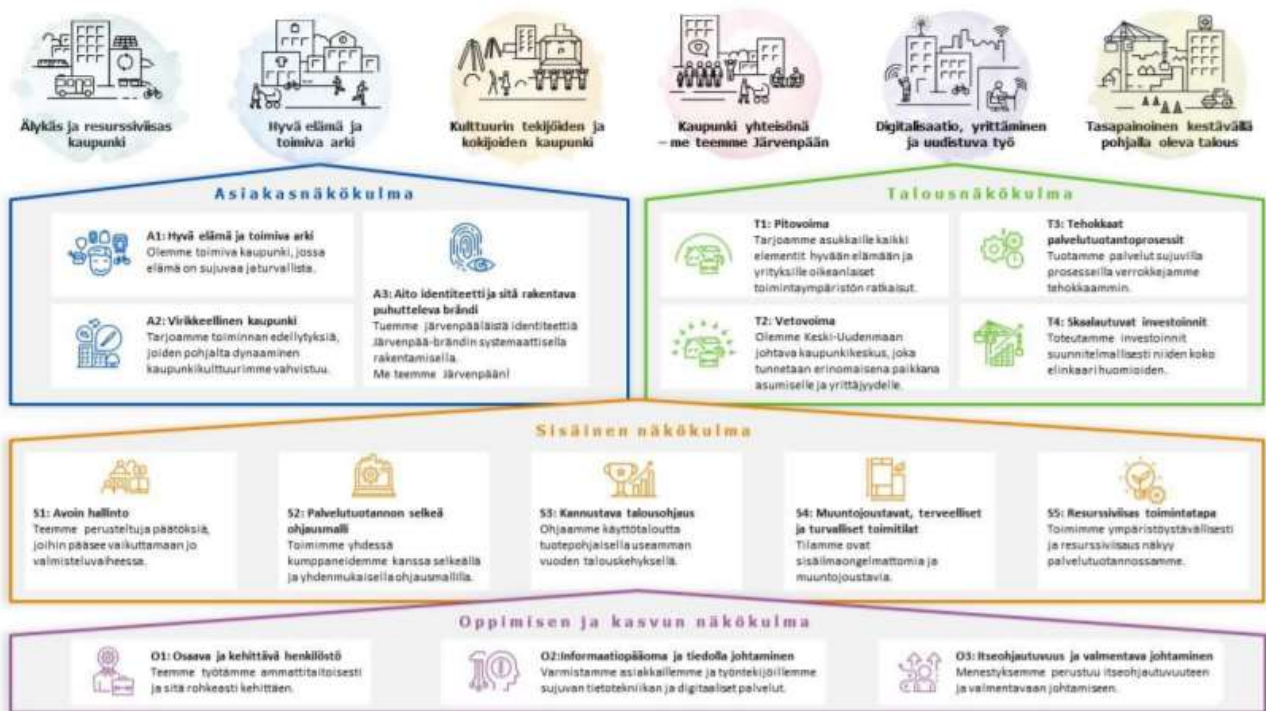 Älykäs ja resurssiviisas
kaupunki
Hyvä elämä ja
toimiva arki
Kulttuurin tekijöiden ja
kokijoiden kaupunki
Kaupunki yhteisönä
– me teemme Järvenpään
Digitalisaatio, yrittäminen
ja uudistuva työ
Tasapainoinen kestävällä
pohjalla oleva talous
Asiakasnäkökulma
A1: Hyvä elämä ja toimiva arki
Olemme toimiva kaupunki, jossa
elämä on sujuvaa ja turvallista.
A2: Virikkeellinen kaupunki
Tarjoamme toiminnan edellytyksiä,
joiden pohjalta dynaaminen
kaupunkikulttuurimme vahvistuu.
A3: Aito identiteetti ja sitä rakentava
puhutteleva brändi
Tuemme järvenpääläistä identiteettiä
Järvenpää-brändin systemaattisella
rakentamisella.
Me teemme Järvenpään!
Talousnäkökulma
T1: Pitovoima
Tarjoamme asukkaille kaikki
elementit hyvään elämään ja
yrityksille oikeanlaiset
toimintaympäristön ratkaisut.
T2: Vetovoima
Olemme Keski-Uudenmaan
johtava kaupunkikeskus, joka
tunnetaan erinomaisena paikkana
asumiselle ja yrittäjyydelle.
T3: Tehokkaat
palvelutuotantoprosessit
Tuotamme palvelut sujuvilla
prosesseilla verrokkejamme
tehokkaammin.
T4: Skaalautuvat investoinnit
Toteutamme investoinnit
suunnitelmallisesti niiden koko
elinkaari huomioiden.
Sisäinen näkökulma
S1: Avoin hallinto
Teemme perusteltuja päätöksiä,
joihin pääsee vaikuttamaan jo
valmisteluvaiheessa.
S2: Palvelutuotannon selkeä
ohjausmalli
Toimimme yhdessä
kumppaneidemme kanssa selkeällä
ja yhdenmukaisella ohjausmallilla.
S3: Kannustava talousohjaus
Ohjaamme käyttötaloutta
tuotepohjaisella useamman
vuoden talouskehyksellä.
S4: Muuntojoustavat, terveelliset
ja turvalliset toimitilat
Tilamme ovat
sisäilmaongelmattomia ja
muuntojoustavia.
S5: Resurssiviisas toimintatapa
Toimimme ympäristöystävällisesti
ja resurssiviisaus näkyy
palvelutuotannossamme.
Oppimisen ja kasvun näkökulma
O1: Osaava ja kehittävä henkilöstö
Teemme työtämme ammattitaitoisesti
ja sitä rohkeasti kehittäen.
O2:Informaatiopääoma ja tiedolla johtaminen
Varmistamme asiakkaillemme ja työntekijöillemme
sujuvan tietotekniikan ja digitaaliset palvelut.
O3: Itseohjautuvuus ja valmentava johtaminen
Menestyksemme perustuu itseohjautuvuuteen
ja valmentavaan johtamiseen.